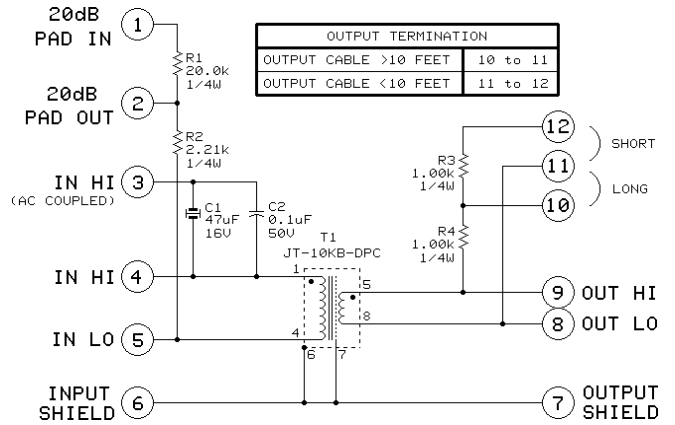 20dB
PAD IN
1
R1
20.0k
1/4W
20dB
PAD OUT
2
R2
2.21k
1/4W
IN HI
(AC COUPLED)
3
C1
47uF
16V
C2
0.1uF
50V
IN HI
4
IN LO
5
INPUT
SHIELD
6
OUTPUT TERMINATION
OUTPUT CABLE >10 FEET 10 to 11
OUTPUT CABLE <10 FEET 11 to 12
T1
JT-10KB-DPC
1
4
5
8
6
7
R3
1.00k
1/4W
R4
1.00k
1/4W
12
11
10
SHORT
LONG
9
OUT HI
8
OUT LO
7
OUTPUT
SHIELD